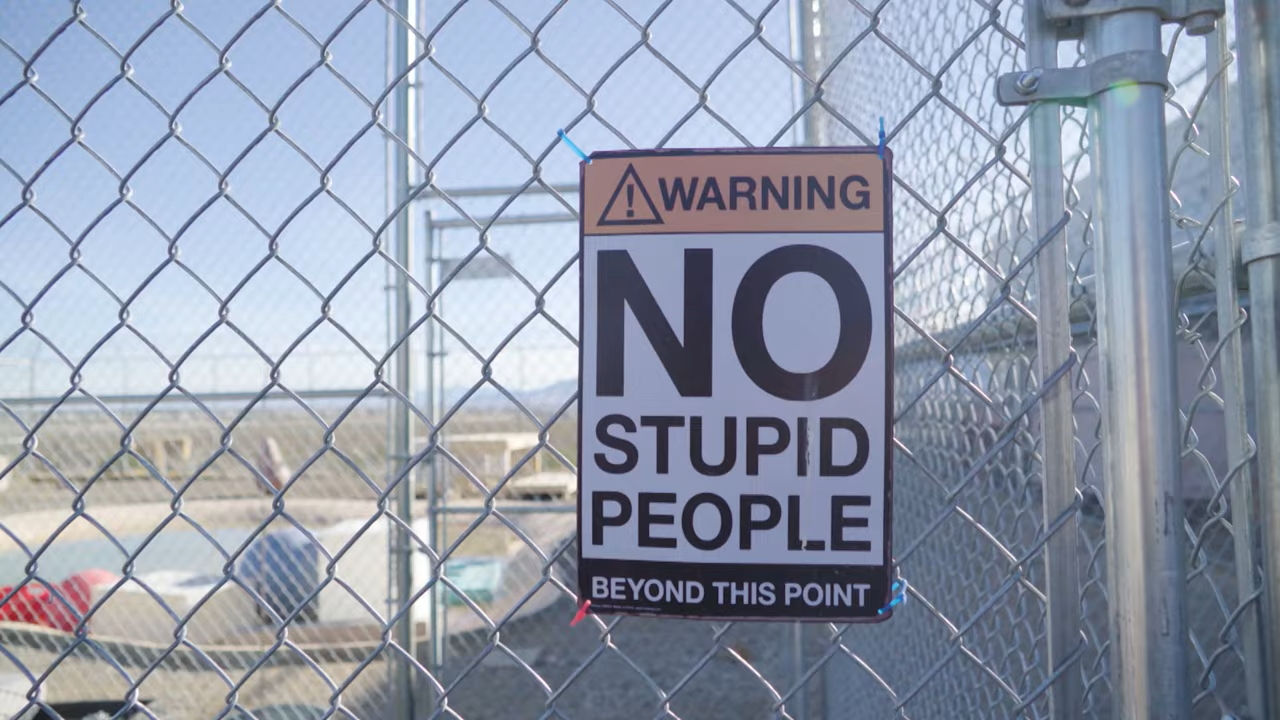 WARNING
NO
STUPID
PEOPLE
BEYOND THIS POINT